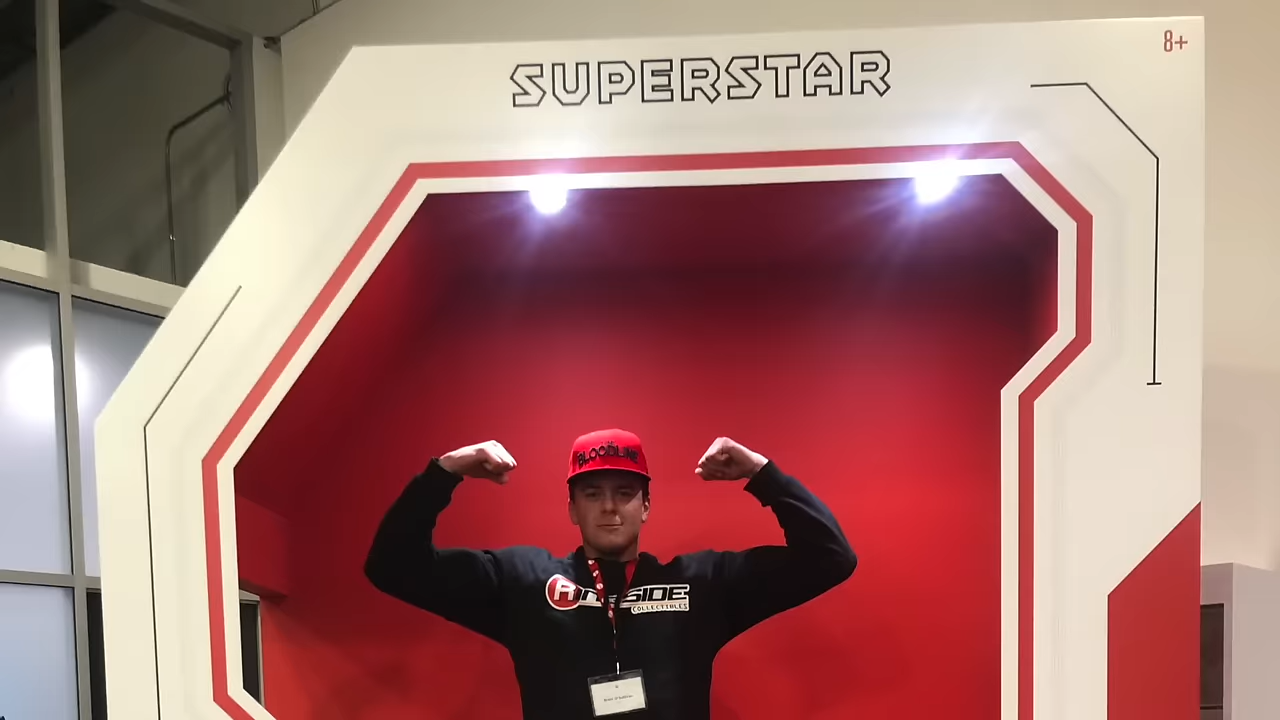 SUPERSTAR
8+
BLOODLINE
RINGSIDE
COLLECTIBLES